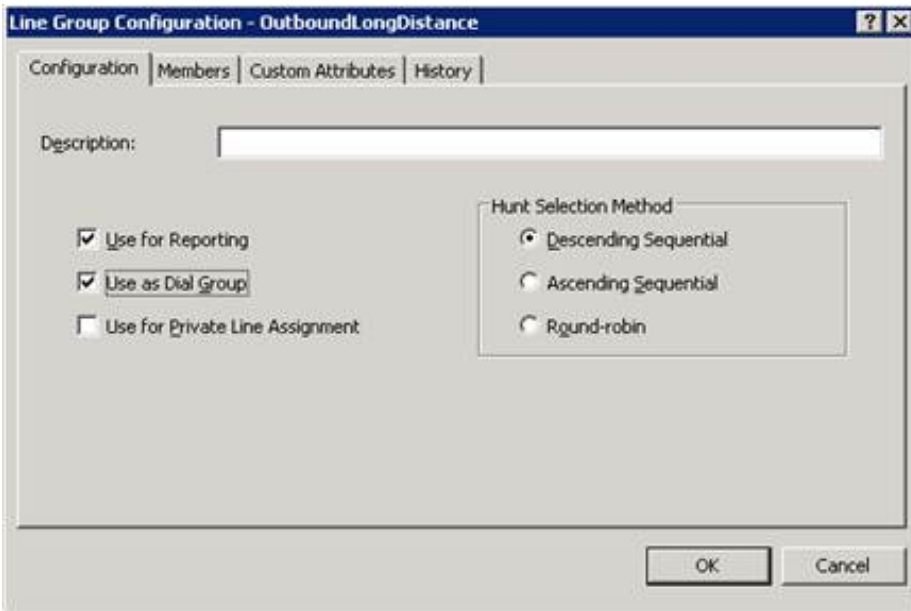 Line Group Configuration - OutboundLongDistance
Configuration
Members
Custom Attributes
History
Description:
Use for Reporting
Use as Dial Group
Use for Private Line Assignment
Hunt Selection Method
Descending Sequential
Ascending Sequential
Round-robin
OK
Cancel